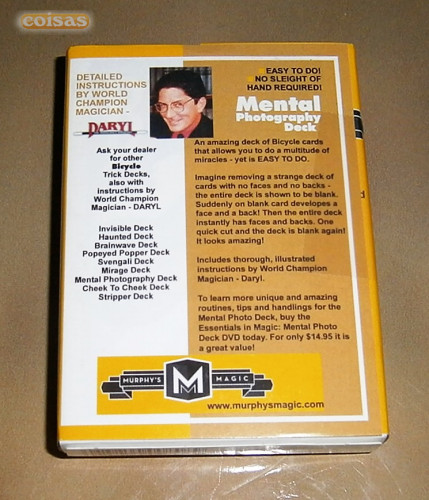 coisas
DETAILED
INSTRUCTIONS
BY WORLD
CHAMPION
MAGICIAN -
DARYL
Ask your dealer
for other
Bicycle
Trick Decks,
also with
instructions by
World Champion
Magician - DARYL
Invisible Deck
Haunted Deck
Brainwave Deck
Popeyed Popper Deck
Svengali Deck
Mirage Deck
Mental Photography Deck
Cheek To Cheek Deck
Stripper Deck
EASY TO DO!
NO SLEIGHT OF
HAND REQUIRED!
Mental
Photography
Deck
An amazing deck of Bicycle cards
that allows you to do a multitude of
miracles - yet is EASY TO DO.
Imagine removing a strange deck of
cards with no faces and no backs -
the entire deck is shown to be blank.
Suddenly on blank card developes a
face and a back! Then the entire deck
instantly has faces and backs. One
quick cut and the deck is blank again!
It looks amazing!
Includes thorough, illustrated
instructions by World Champion
Magician - Daryl.
To learn more unique and amazing
routines, tips and handlings for the
Mental Photo Deck, buy the
Essentials in Magic: Mental Photo
Deck DVD today. For only $14.95 it is
a great value!
MURPHY'S M MAGIC
www.murphysmagic.com